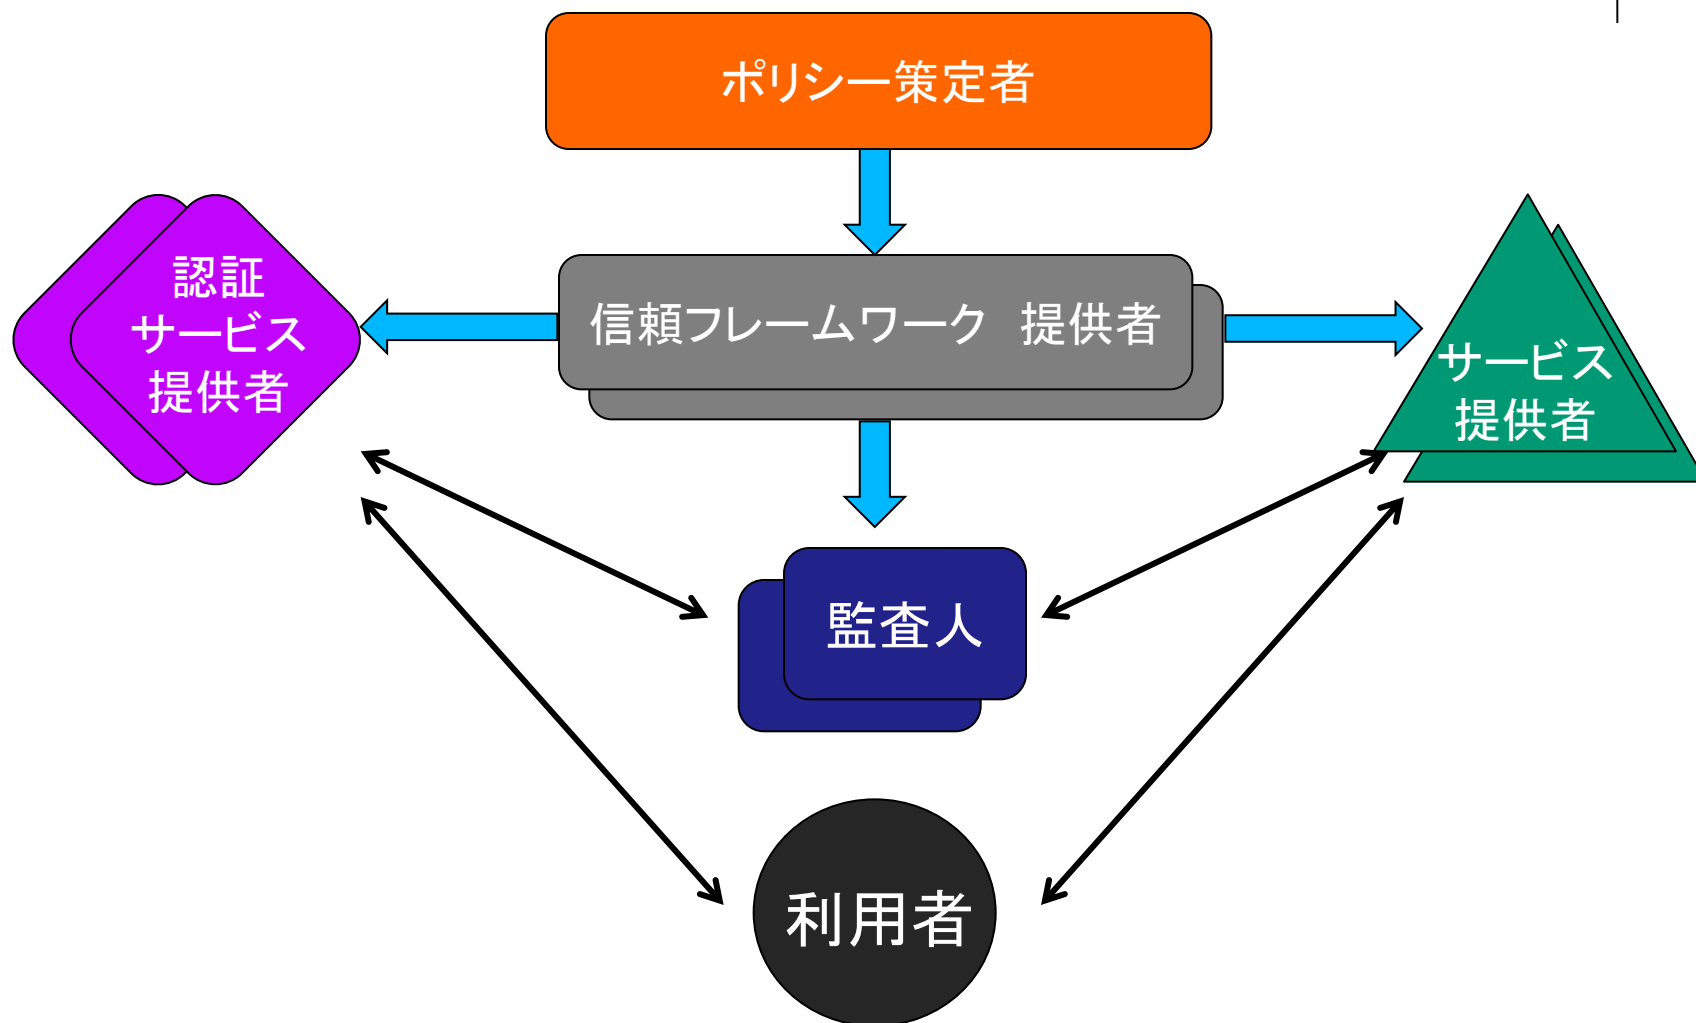 ポリシー策定者
認証
サービス
提供者
信頼フレームワーク　提供者
サービス
提供者
監査人
利用者